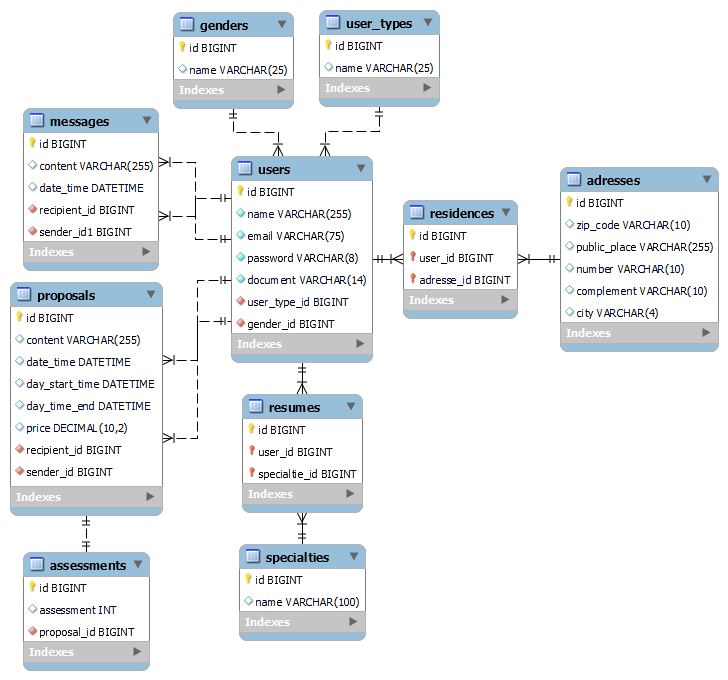 genders
id BIGINT
name VARCHAR(25)
Indexes
user_types
id BIGINT
name VARCHAR(25)
Indexes
messages
id BIGINT
content VARCHAR(255)
date_time DATETIME
recipient_id BIGINT
sender_id1 BIGINT
Indexes
users
id BIGINT
name VARCHAR(255)
email VARCHAR(75)
password VARCHAR(8)
document VARCHAR(14)
user_type_id BIGINT
gender_id BIGINT
Indexes
residences
id BIGINT
user_id BIGINT
adresse_id BIGINT
Indexes
adresses
id BIGINT
zip_code VARCHAR(10)
public_place VARCHAR(255)
number VARCHAR(10)
complement VARCHAR(10)
city VARCHAR(4)
Indexes
proposals
id BIGINT
content VARCHAR(255)
date_time DATETIME
day_start_time DATETIME
day_time_end DATETIME
price DECIMAL(10,2)
recipient_id BIGINT
sender_id BIGINT
Indexes
resumes
id BIGINT
user_id BIGINT
specialtie_id BIGINT
Indexes
assessments
id BIGINT
assessment INT
proposal_id BIGINT
Indexes
specialties
id BIGINT
name VARCHAR(100)
Indexes